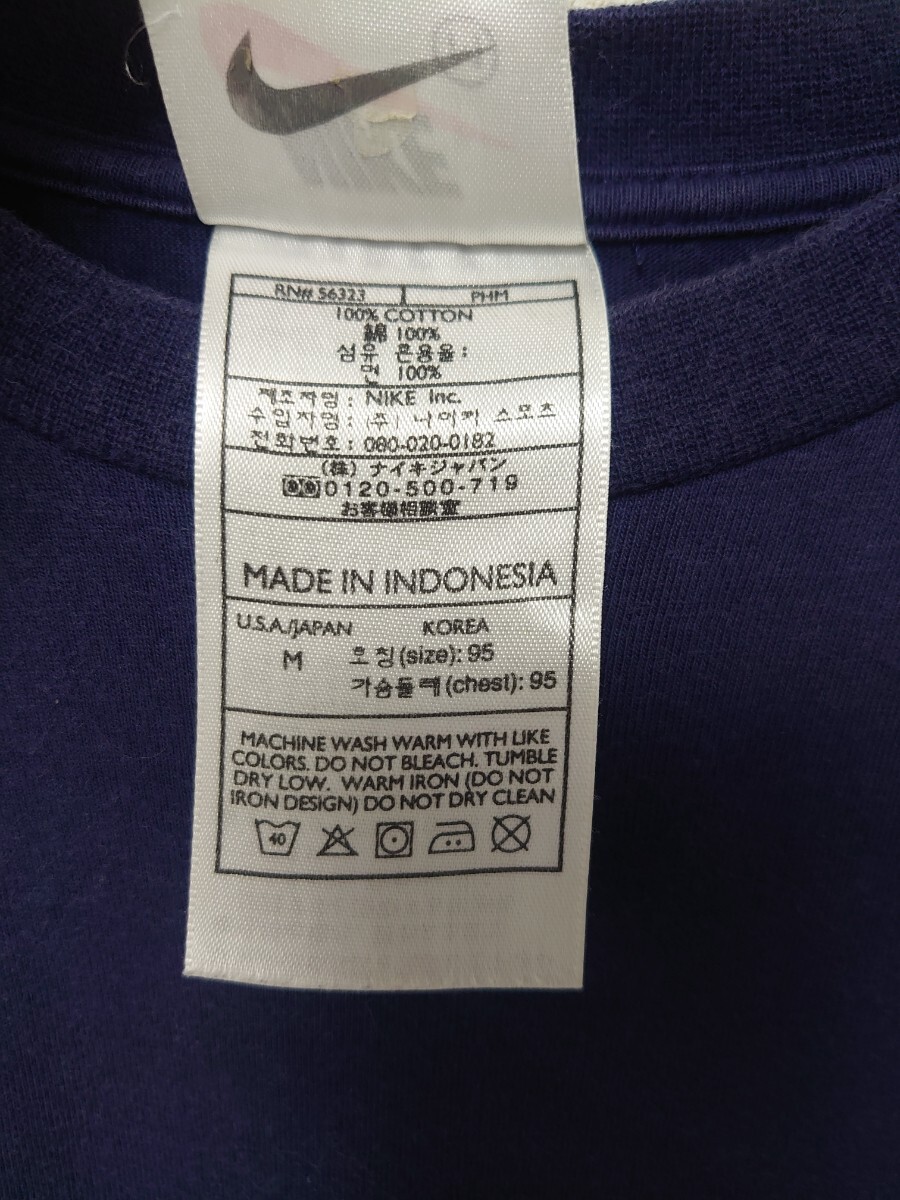 NIKE
RN# 56323 PHM
100% COTTON
綿 100%
섬유 혼용율:
면 100%
제조자명: NIKE Inc.
수입자명: (주) 나이키 스포츠
전화번호: 080-020-0182
(株) ナイキジャパン
0120-500-719
お客様相談室
MADE IN INDONESIA
U.S.A./JAPAN KOREA
M 호칭(size): 95
가슴둘레(chest): 95
MACHINE WASH WARM WITH LIKE
COLORS. DO NOT BLEACH. TUMBLE
DRY LOW. WARM IRON (DO NOT
IRON DESIGN) DO NOT DRY CLEAN
40